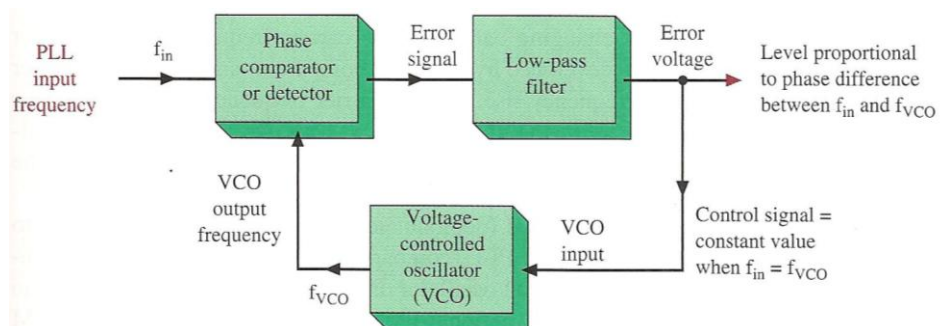 PLL
input
frequency
f_in
Phase
comparator
or detector
Error
signal
Low-pass
filter
Error
voltage
Level proportional
to phase difference
between f_in and f_VCO
VCO
output
frequency
Voltage-
controlled
oscillator
(VCO)
f_VCO
VCO
input
Control signal =
constant value
when f_in = f_VCO